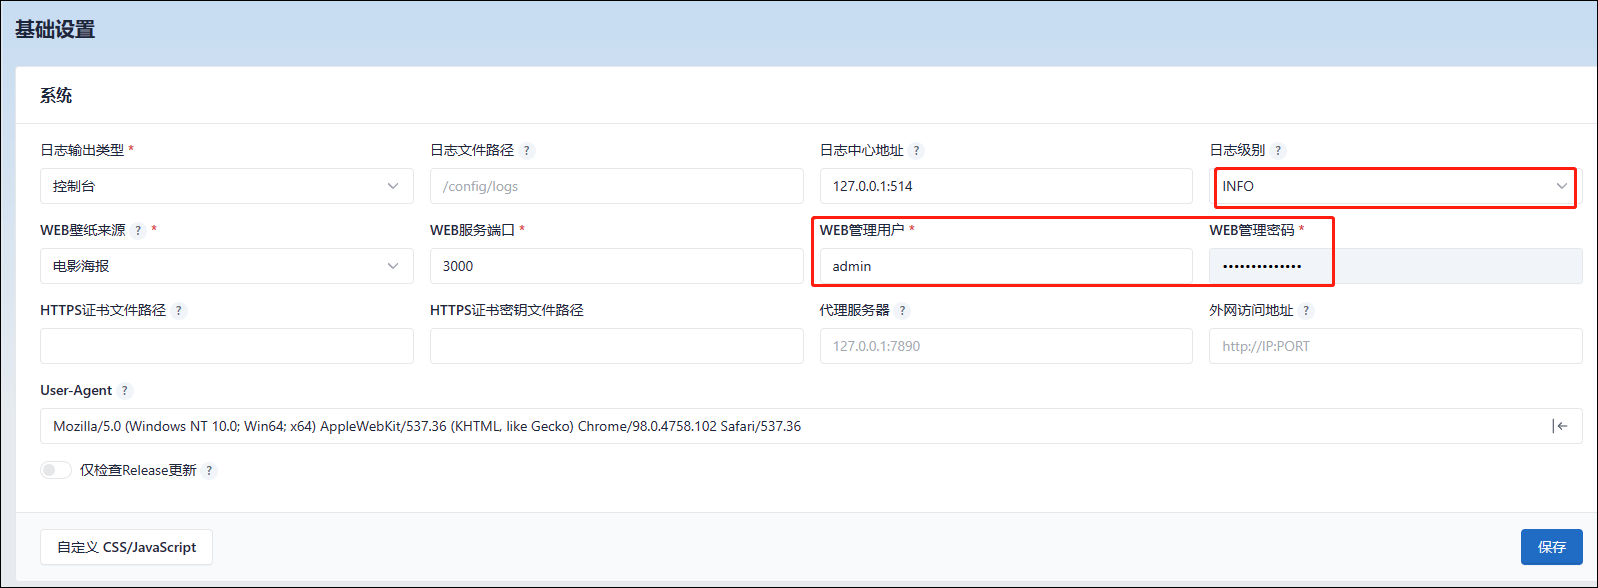 基础设置
系统
日志输出类型 *
日志文件路径 ?
日志中心地址 ?
日志级别 ?
控制台
/config/logs
127.0.0.1:514
INFO
WEB壁纸来源 ? *
WEB服务端口 *
WEB管理用户 *
WEB管理密码 *
电影海报
3000
admin
••••••••••••••
HTTPS证书文件路径 ?
HTTPS证书密钥文件路径
代理服务器 ?
外网访问地址 ?
127.0.0.1:7890
http://IP:PORT
User-Agent ?
Mozilla/5.0 (Windows NT 10.0; Win64; x64) AppleWebKit/537.36 (KHTML, like Gecko) Chrome/98.0.4758.102 Safari/537.36
仅检查Release更新 ?
自定义 CSS/JavaScript
保存